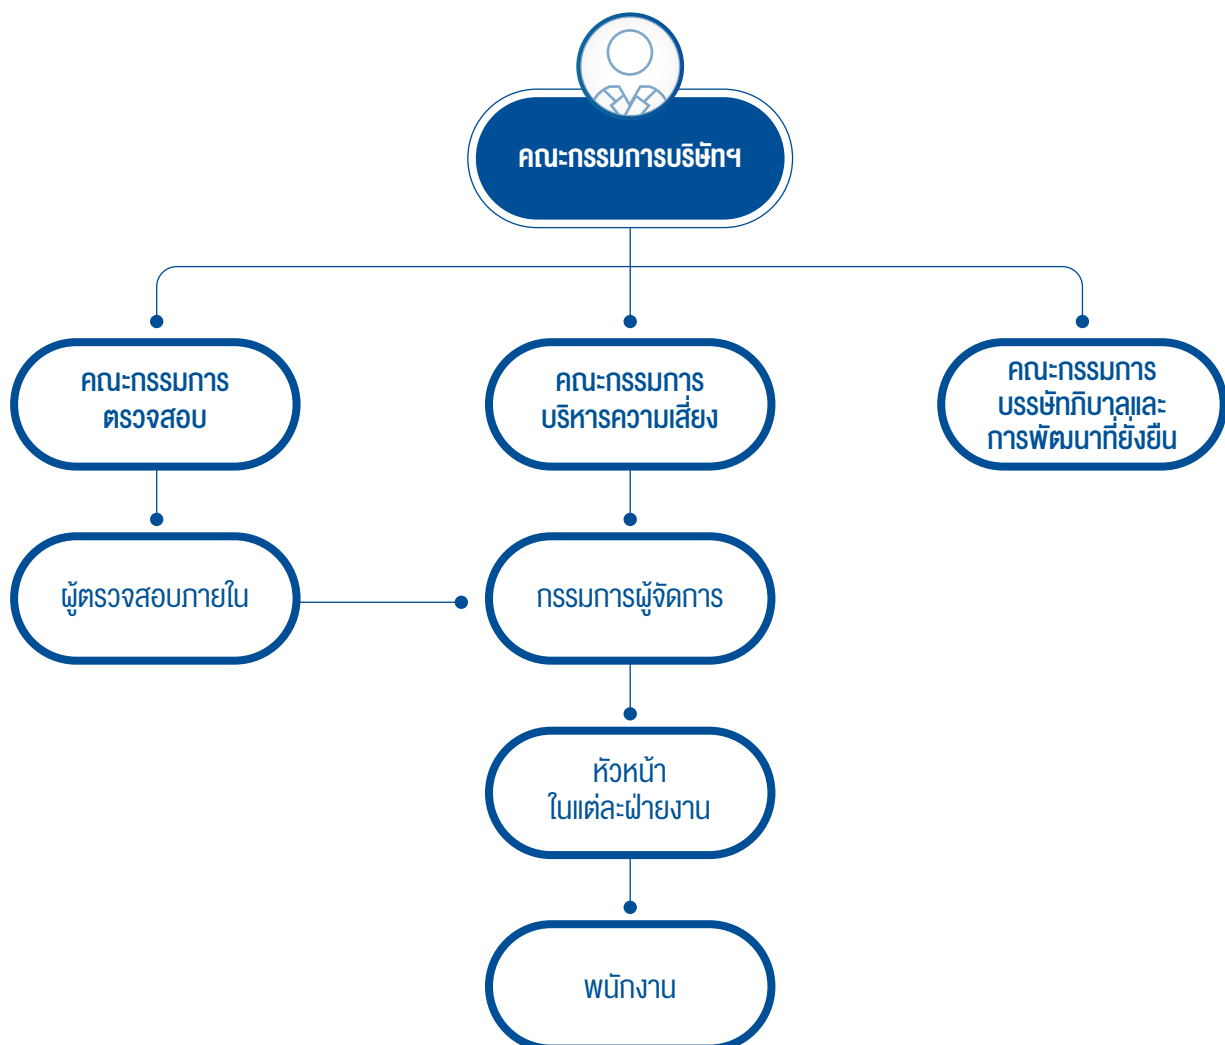 คณะกรรมการบริษัทฯ
คณะกรรมการ
ตรวจสอบ
คณะกรรมการ
บริหารความเสี่ยง
คณะกรรมการ
บรรษัทภิบาลและ
การพัฒนาที่ยั่งยืน
ผู้ตรวจสอบภายใน
กรรมการผู้จัดการ
หัวหน้า
ในแต่ละฝ่ายงาน
พนักงาน